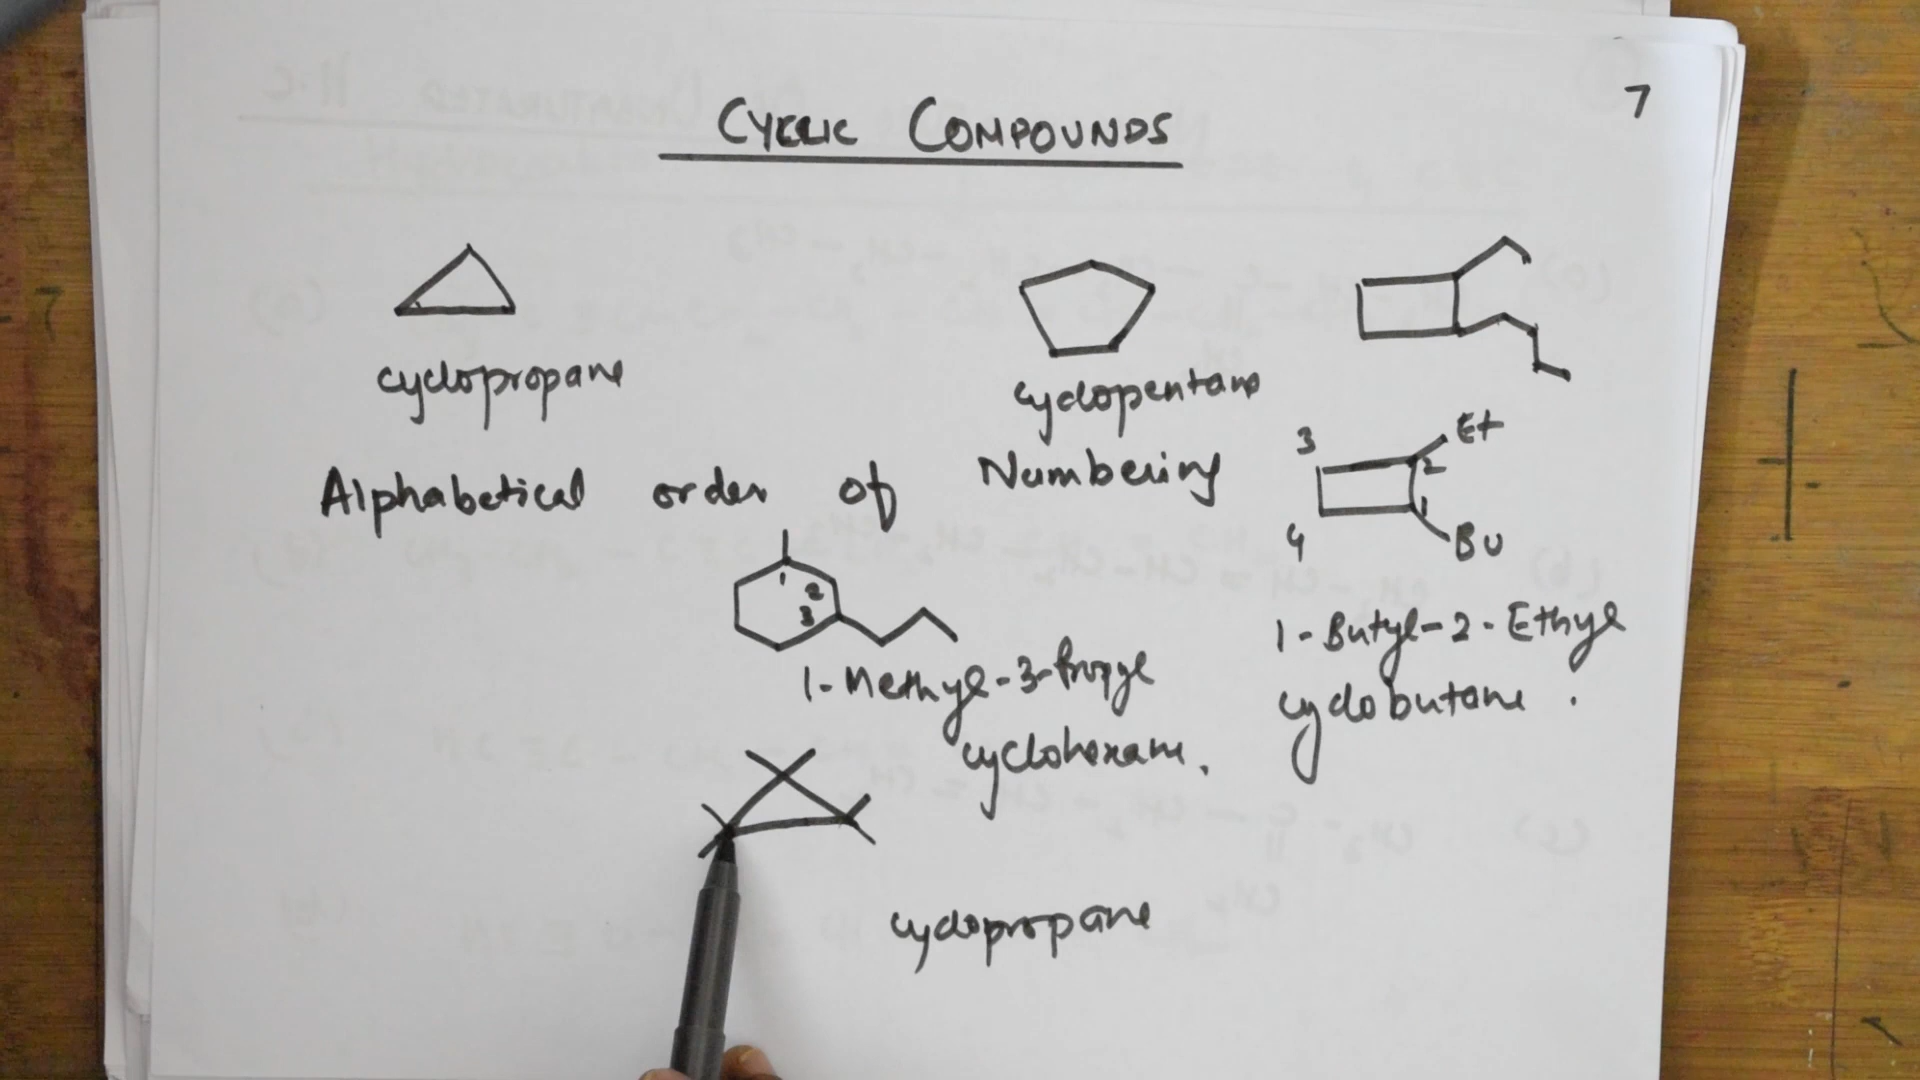 7
CYCLIC COMPOUNDS
cyclopropane
cyclopentane
Alphabetical order of Numbering
3 Et
2
1
4 Bu
1
2
3
1-Methyl-3-Propyl
cyclohexane.
1-Butyl-2-Ethyl
cyclobutane.
cyclopropane